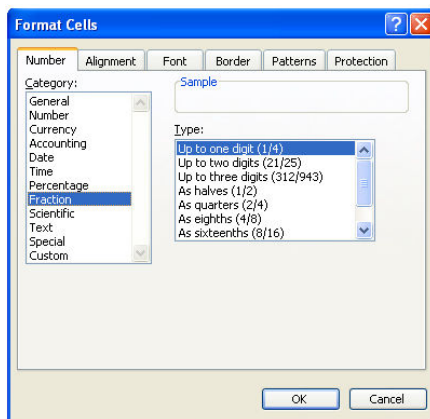 Format Cells
Number Alignment Font Border Patterns Protection
Category:
General
Number
Currency
Accounting
Date
Time
Percentage
Fraction
Scientific
Text
Special
Custom
Sample
Type:
Up to one digit (1/4)
Up to two digits (21/25)
Up to three digits (312/943)
As halves (1/2)
As quarters (2/4)
As eighths (4/8)
As sixteenths (8/16)
OK Cancel